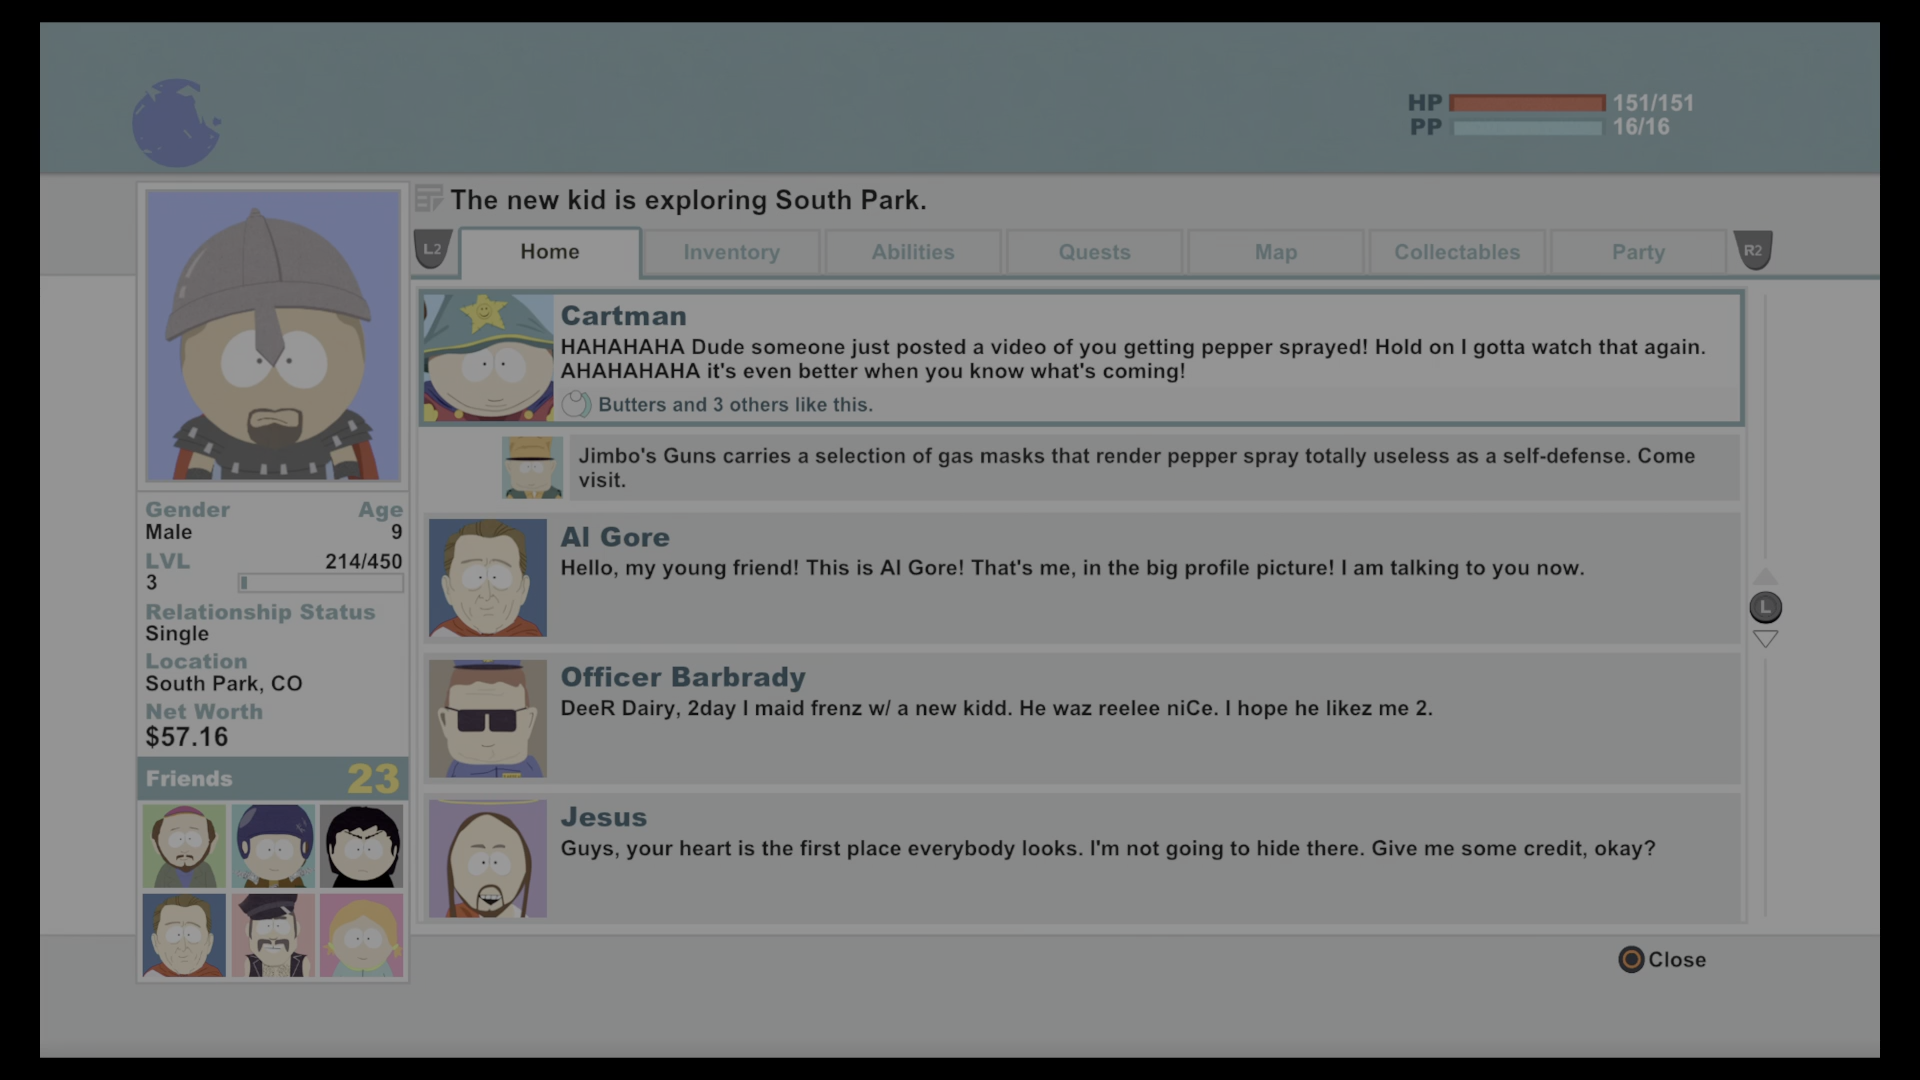 HP 151/151
PP 16/16
The new kid is exploring South Park.
L2 Home Inventory Abilities Quests Map Collectables Party R2
Cartman
HAHAHAHA Dude someone just posted a video of you getting pepper sprayed! Hold on I gotta watch that again.
AHAHAHAHA it's even better when you know what's coming!
Butters and 3 others like this.
Jimbo's Guns carries a selection of gas masks that render pepper spray totally useless as a self-defense. Come
visit.
Al Gore
Hello, my young friend! This is Al Gore! That's me, in the big profile picture! I am talking to you now.
Officer Barbrady
DeeR Dairy, 2day I maid frenz w/ a new kidd. He waz reelee niCe. I hope he likez me 2.
Jesus
Guys, your heart is the first place everybody looks. I'm not going to hide there. Give me some credit, okay?
Gender Age
Male 9
LVL 214/450
3
Relationship Status
Single
Location
South Park, CO
Net Worth
$57.16
Friends 23
L
Close